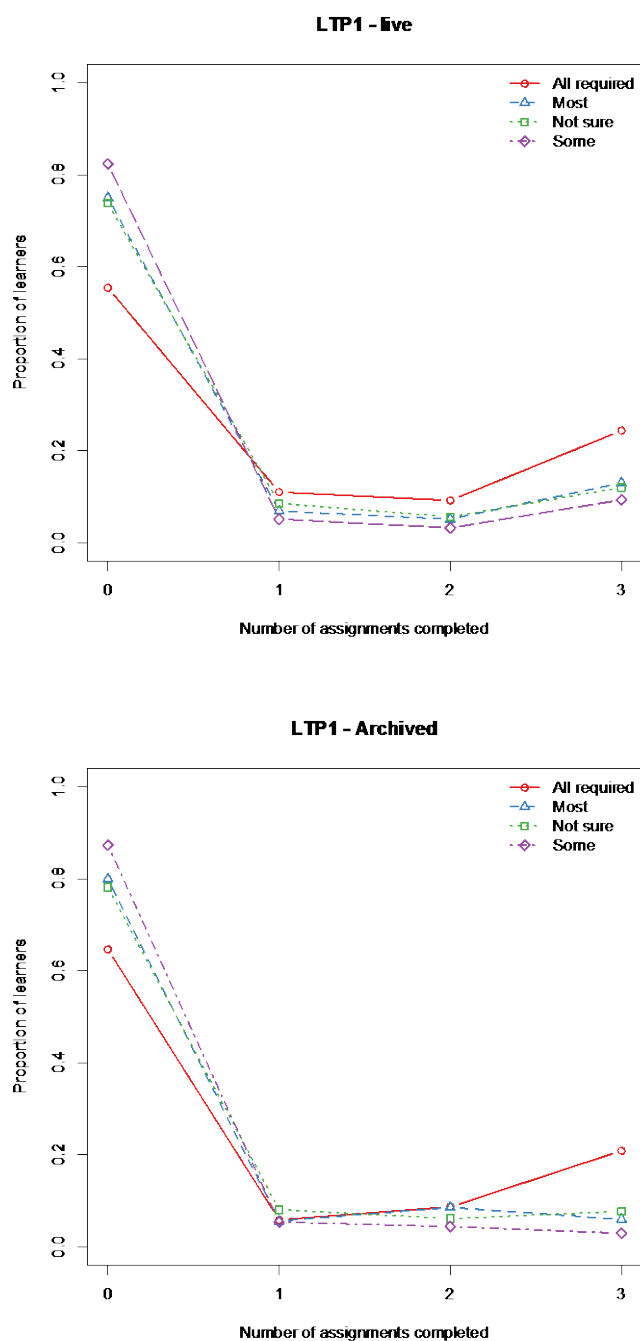 LTP1 - live
All required
Most
Not sure
Some
Proportion of learners
1.0
0.8
0.6
0.4
0.2
0.0
0 1 2 3
Number of assignments completed
LTP1 - Archived
All required
Most
Not sure
Some
Proportion of learners
1.0
0.8
0.6
0.4
0.2
0.0
0 1 2 3
Number of assignments completed